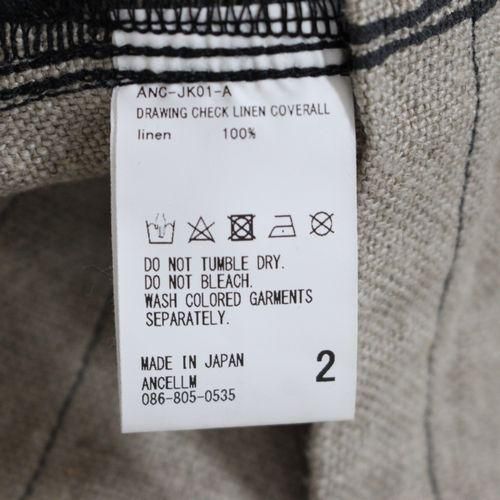 ANC-JK01-A
DRAWING CHECK LINEN COVERALL
linen 100%
DO NOT TUMBLE DRY.
DO NOT BLEACH.
WASH COLORED GARMENTS
SEPARATELY.
MADE IN JAPAN
ANCELLM
086-805-0535
2